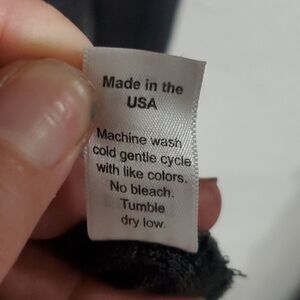 Made in the
USA
Machine wash
cold gentle cycle
with like colors.
No bleach.
Tumble
dry low.